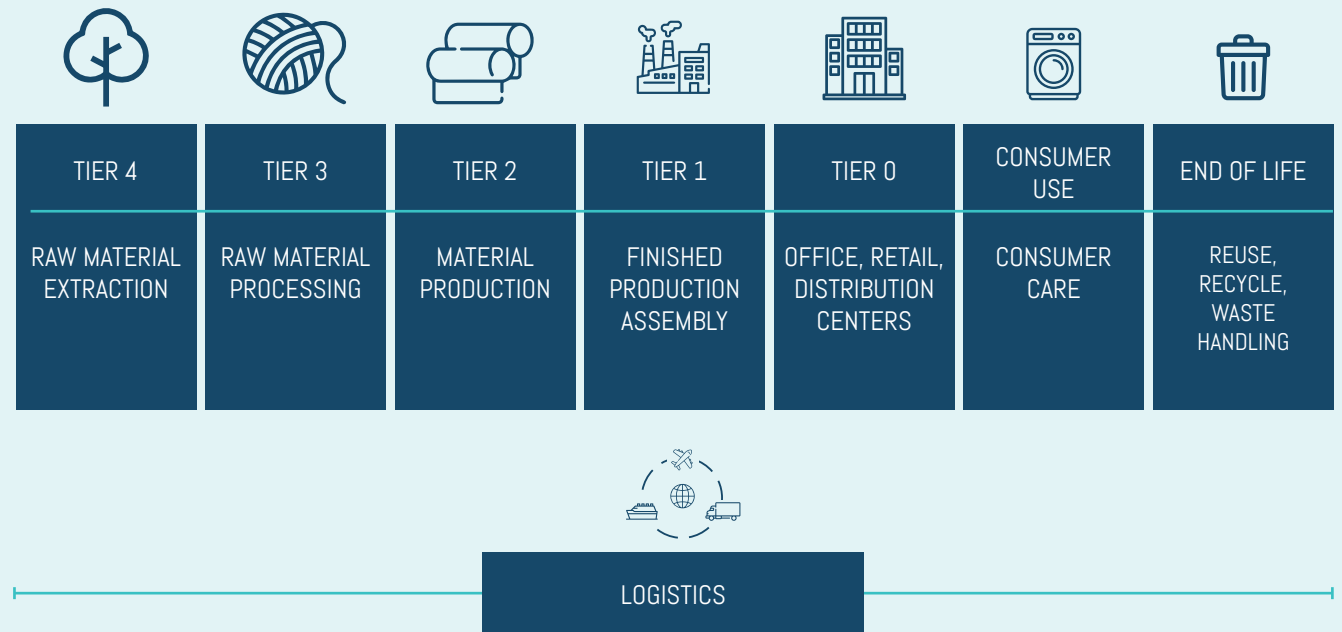 TIER 4
TIER 3
TIER 2
TIER 1
TIER 0
CONSUMER
USE
END OF LIFE
RAW MATERIAL
EXTRACTION
RAW MATERIAL
PROCESSING
MATERIAL
PRODUCTION
FINISHED
PRODUCTION
ASSEMBLY
OFFICE, RETAIL,
DISTRIBUTION
CENTERS
CONSUMER
CARE
REUSE,
RECYCLE,
WASTE
HANDLING
LOGISTICS